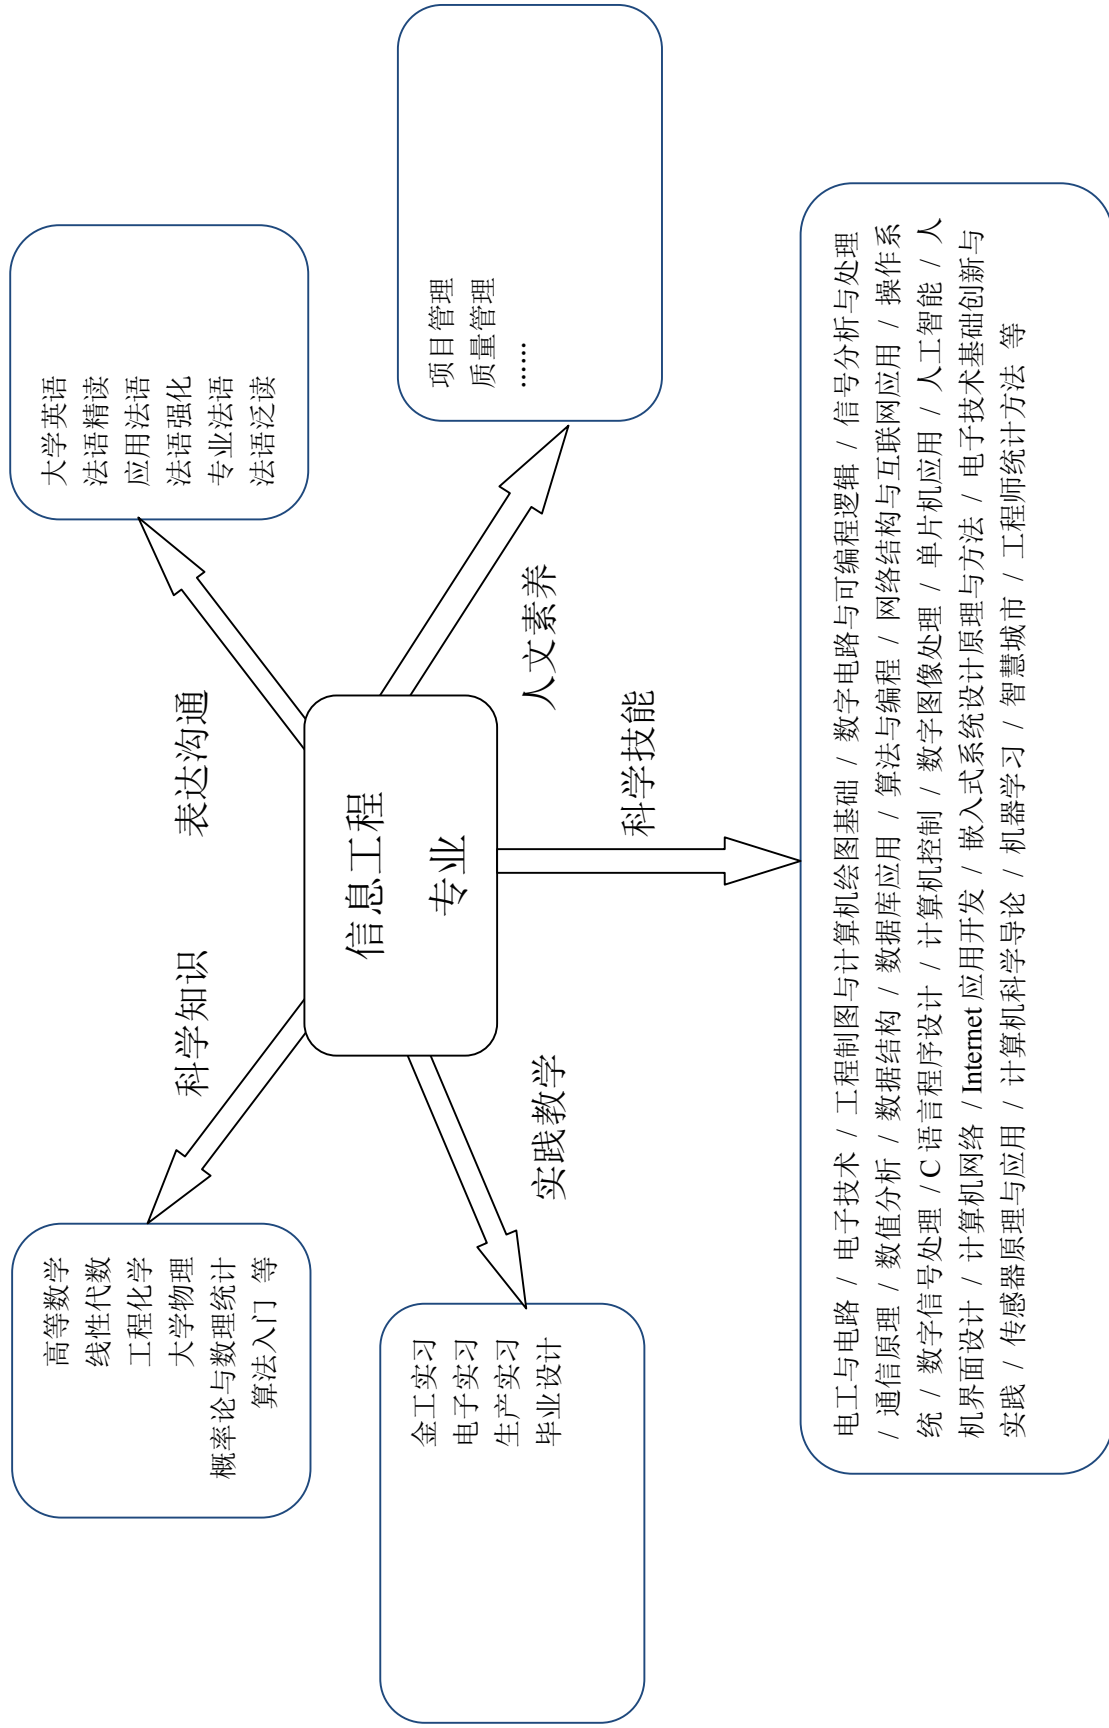 高等数学
线性代数
工程化学
大学物理
概率论与数理统计
算法入门 等
科学知识
表达沟通
大学英语
法语精读
应用法语
法语强化
专业法语
法语泛读
信息工程
专业
金工实习
电子实习
生产实习
毕业设计
实践教学
人文素养
项目管理
质量管理
……
科学技能
电工与电路 / 电子技术 / 工程制图与计算机绘图基础 / 数字电路与可编程逻辑 / 信号分析与处理
/ 通信原理 / 数值分析 / 数据结构 / 数据库应用 / 算法与编程 / 网络结构与互联网应用 / 操作系
统 / 数字信号处理 /C 语言程序设计 / 计算机控制 / 数字图像处理 / 单片机应用 / 人工智能 / 人
机界面设计 / 计算机网络 /Internet 应用开发 / 嵌入式系统设计原理与方法 / 电子技术基础创新与
实践 / 传感器原理与应用 / 计算机科学导论 / 机器学习 / 智慧城市 / 工程师统计方法 等